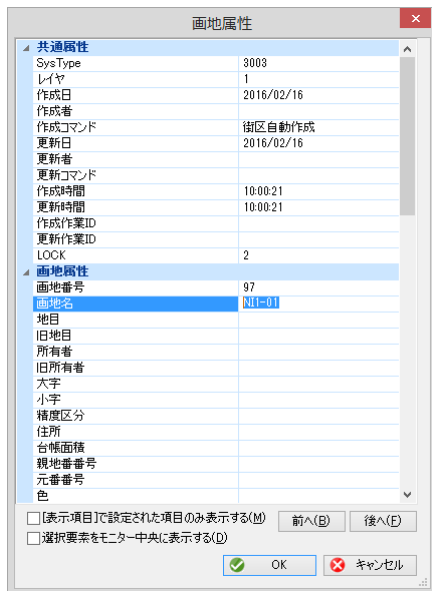 画地属性
共通属性
SysType 3003
レイヤ 1
作成日 2016/02/16
作成者
作成コマンド 街区自動作成
更新日 2016/02/16
更新者
更新コマンド
作成時間 10:00:21
更新時間 10:00:21
作成作業ID
更新作業ID
LOCK 2
画地属性
画地番号 97
画地名 NI1-01
地目
旧地目
所有者
旧所有者
大字
小字
精度区分
住所
台帳面積
親地番番号
元番番号
色
[表示項目]で設定された項目のみ表示する(M) 前へ(B) 後へ(F)
選択要素をモニター中央に表示する(D)
OK キャンセル